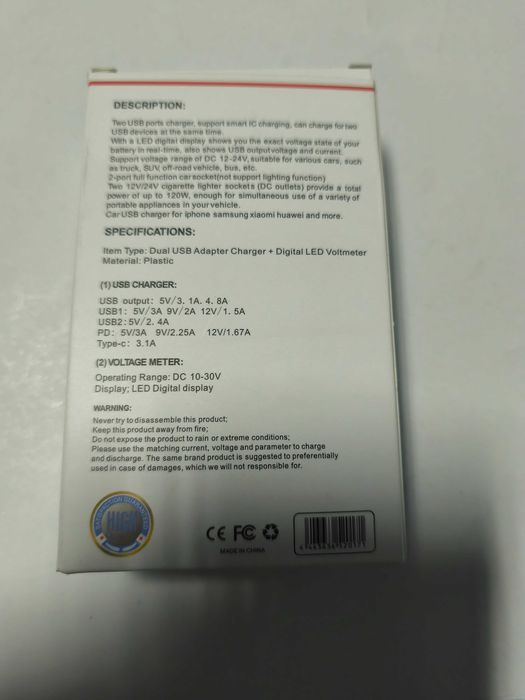 DESCRIPTION:
Two USB ports charger, support smart IC charging, can charge for two
USB devices at the same time.
With a LED digital display shows you the exact voltage state of your
battery in real-time, also shows USB output voltage and current.
Support voltage range of DC 12-24V, suitable for various cars, such
as truck, SUV, off-road vehicle, bus, etc.
2-port full function car socket(not support lighting function)
Two 12V/24V cigarette lighter sockets (DC outlets) provide a total
power of up to 120W, enough for simultaneous use of a variety of
portable appliances in your vehicle.
Car USB charger for iphone samsung xiaomi huawei and more.
SPECIFICATIONS:
Item Type: Dual USB Adapter Charger + Digital LED Voltmeter
Material: Plastic
(1) USB CHARGER:
USB output: 5V/3. 1A. 4. 8A
USB1: 5V/3A 9V/2A 12V/1. 5A
USB2: 5V/2. 4A
PD: 5V/3A 9V/2.25A 12V/1.67A
Type-c: 3.1A
(2) VOLTAGE METER:
Operating Range: DC 10-30V
Display: LED Digital display
WARNING:
Never try to disassemble this product;
Keep this product away from fire;
Do not expose the product to rain or extreme conditions;
Please use the matching current, voltage and parameter to charge
and discharge. The same brand product is suggested to preferentially
used in case of damages, which we will not responsible for.
SATISFACTION GUARANTEED
HIGH
CE FC
MADE IN CHINA